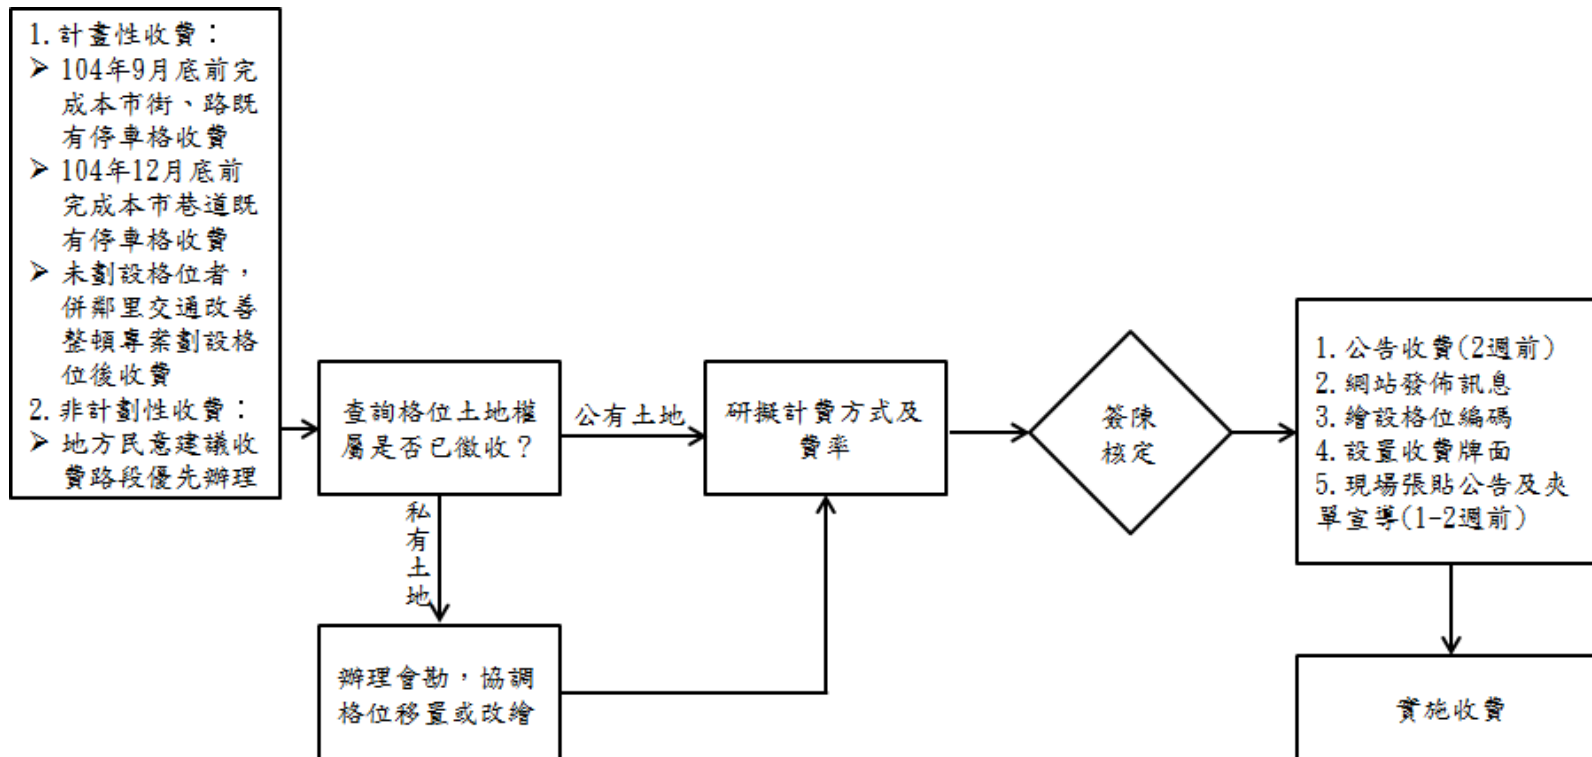 1.計畫性收費：
➢ 104年9月底前完
成本市街、路既
有停車格收費
➢ 104年12月底前
完成本市巷道既
有停車格收費
➢ 未劃設格位者，
併鄰里交通改善
整頓專案劃設格
位後收費
2.非計劃性收費：
➢ 地方民意建議收
費路段優先辦理
查詢格位土地權
屬是否已徵收？
公有土地
私有土地
辦理會勘，協調
格位移置或改繪
研擬計費方式及
費率
簽陳
核定
1.公告收費(2週前)
2.網站發佈訊息
3.繪設格位編碼
4.設置收費牌面
5.現場張貼公告及夾
單宣導(1-2週前)
實施收費